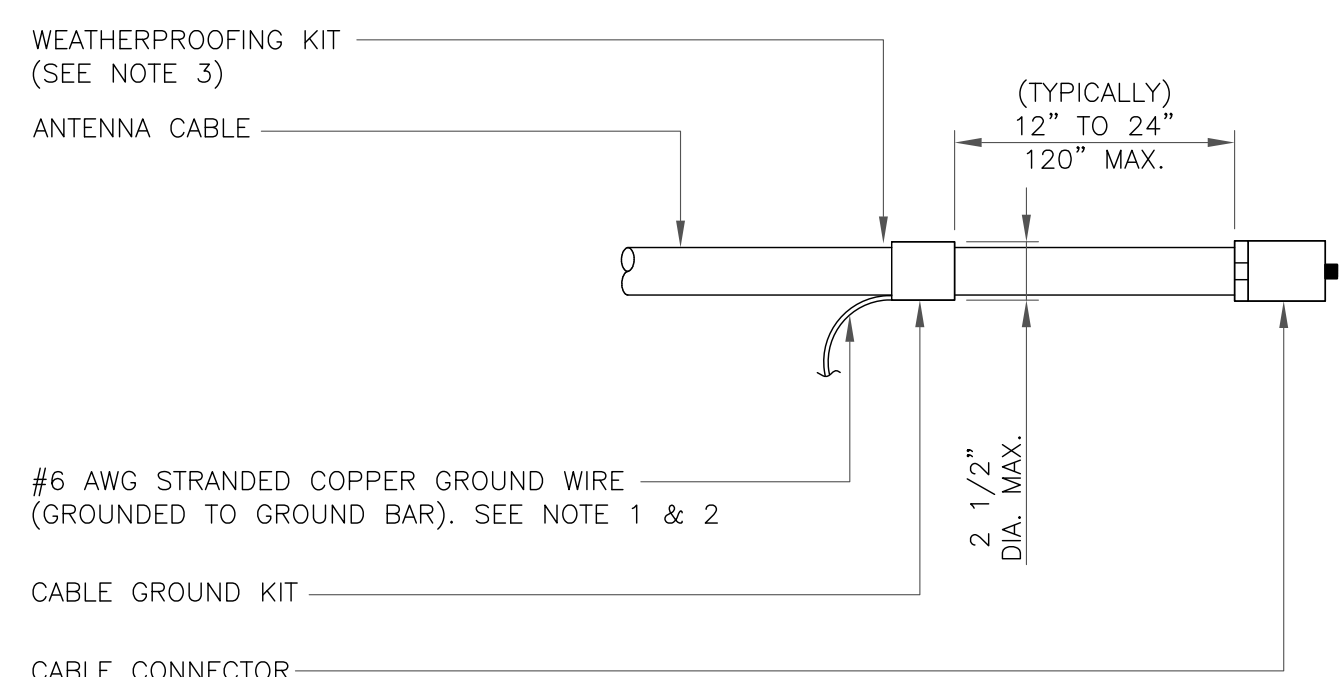 WEATHERPROOFING KIT
(SEE NOTE 3)
ANTENNA CABLE
(TYPICALLY)
12” TO 24”
120” MAX.
2 1/2”
DIA. MAX.
#6 AWG STRANDED COPPER GROUND WIRE
(GROUNDED TO GROUND BAR). SEE NOTE 1 & 2
CABLE GROUND KIT
CABLE CONNECTOR